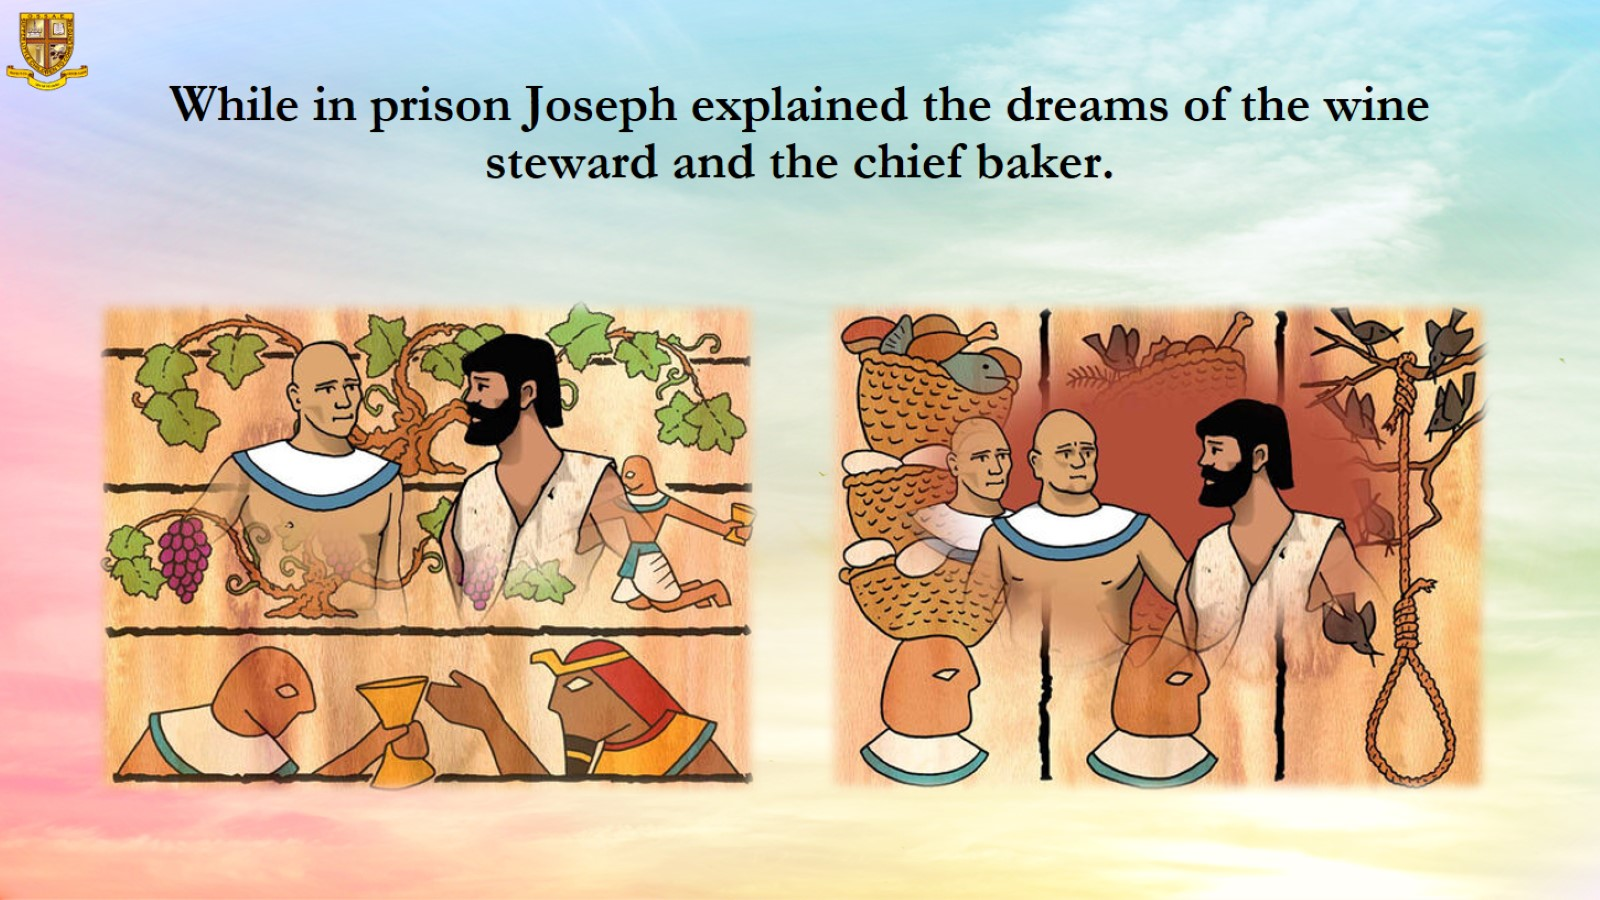 While in prison Joseph explained the dreams of the wine
steward and the chief baker.